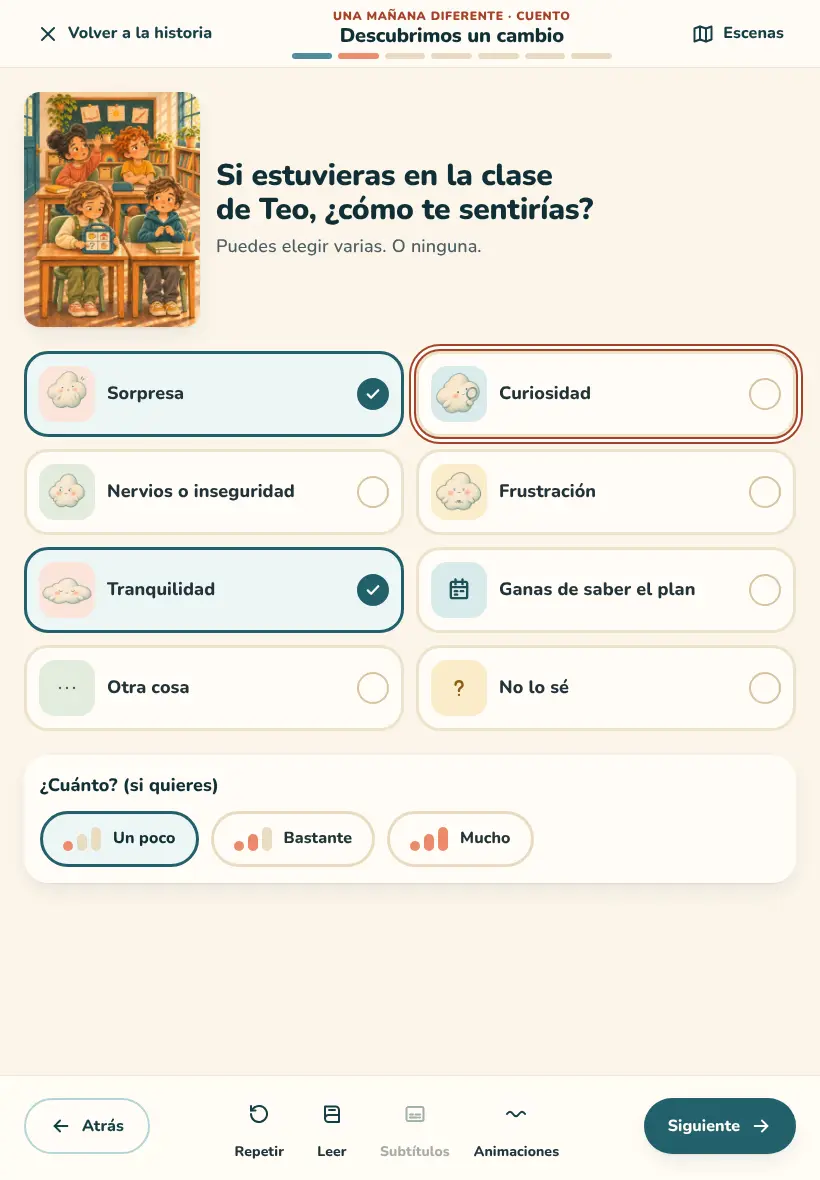 Volver a la historia
UNA MAÑANA DIFERENTE · CUENTO
Descubrimos un cambio
Escenas
Si estuvieras en la clase
de Teo, ¿cómo te sentirías?
Puedes elegir varias. O ninguna.
Sorpresa
Curiosidad
Nervios o inseguridad
Frustración
Tranquilidad
Ganas de saber el plan
Otra cosa
? No lo sé
¿Cuánto? (si quieres)
Un poco
Bastante
Mucho
Atrás
Repetir
Leer
Subtítulos
Animaciones
Siguiente